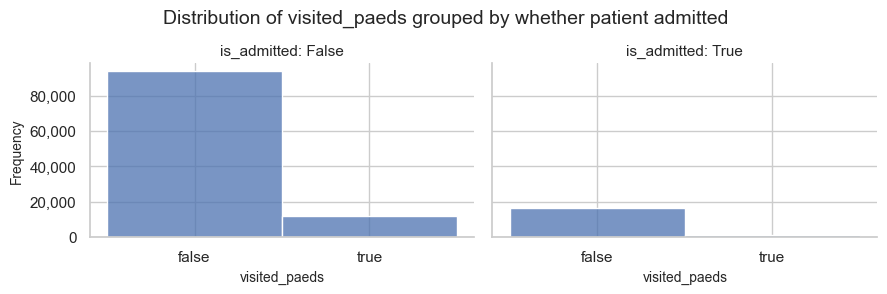 Distribution of visited_paeds grouped by whether patient admitted
is_admitted: False
is_admitted: True
Frequency
80,000
60,000
40,000
20,000
0
false
true
visited_paeds
false
true
visited_paeds